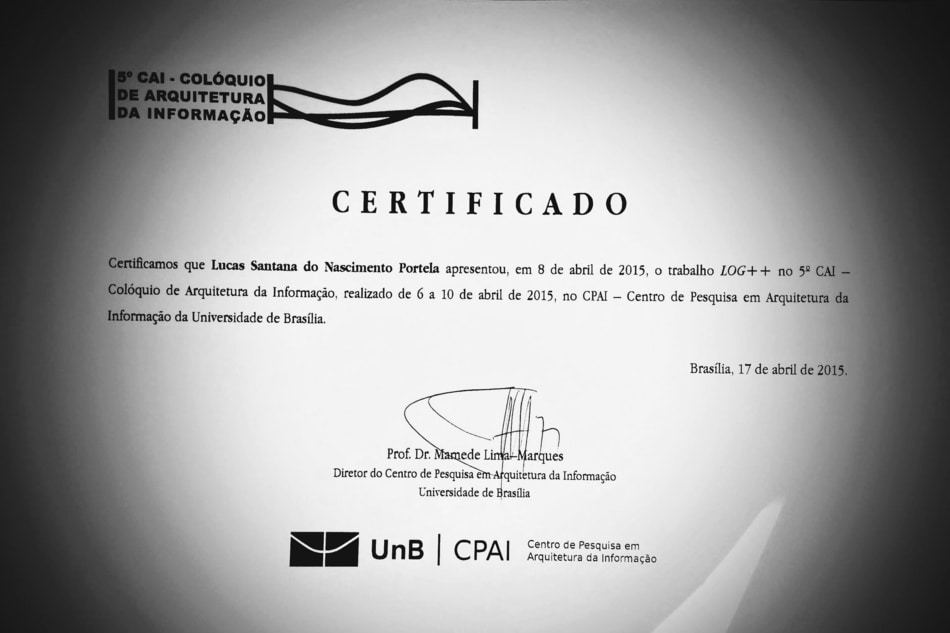 5º CAI - COLÓQUIO
DE ARQUITETURA
DA INFORMAÇÃO
CERTIFICADO
Certificamos que Lucas Santana do Nascimento Portela apresentou, em 8 de abril de 2015, o trabalho LOG++ no 5º CAI –
Colóquio de Arquitetura da Informação, realizado de 6 a 10 de abril de 2015, no CPAI – Centro de Pesquisa em Arquitetura da
Informação da Universidade de Brasília.
Brasília, 17 de abril de 2015.
Prof. Dr. Mamede Lima-Marques
Diretor do Centro de Pesquisa em Arquitetura da Informação
Universidade de Brasília
UnB | CPAI
Centro de Pesquisa em
Arquitetura da Informação